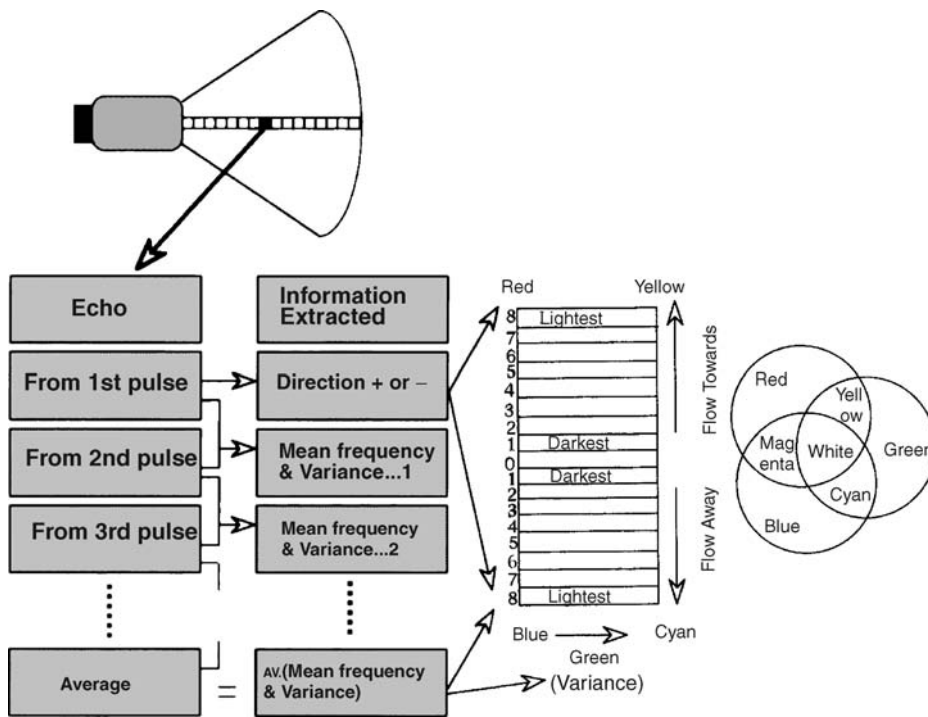 Echo
Information
Extracted
From 1st pulse
Direction + or –
From 2nd pulse
Mean frequency
& Variance...1
From 3rd pulse
Mean frequency
& Variance...2
Average
=
AV.(Mean frequency
& Variance)
Red
Yellow
8 Lightest
7
6
5
4
3
2
1 Darkest
0
1 Darkest
2
3
4
5
6
7
8 Lightest
Flow Towards
Flow Away
Blue
Cyan
Green
(Variance)
Red
Yell
ow
Mag
enta
White
Green
Cyan
Blue